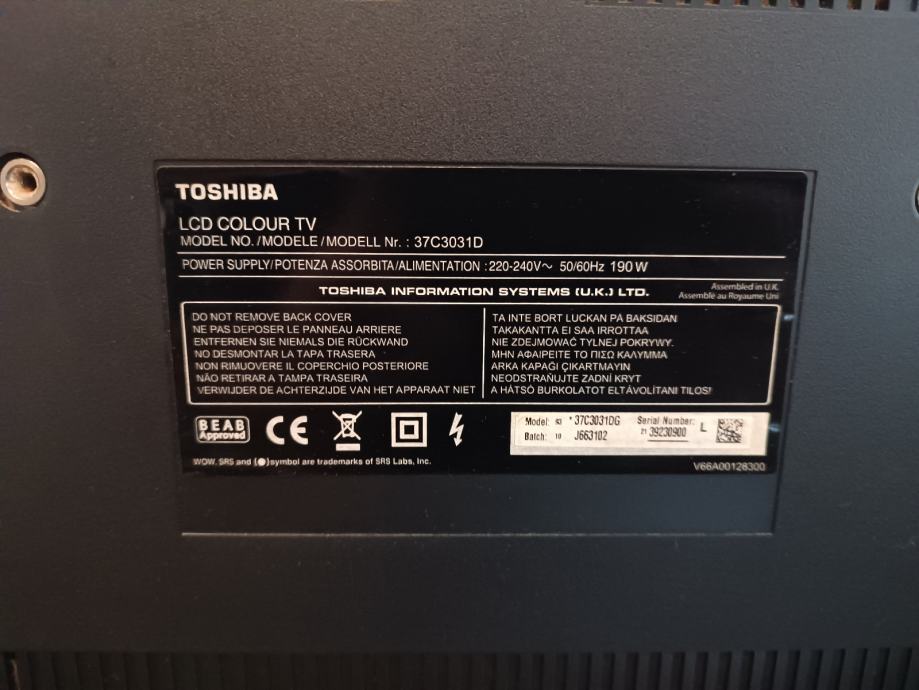 TOSHIBA
LCD COLOUR TV
MODEL NO./MODELE/MODELL Nr. : 37C3031D
POWER SUPPLY/POTENZA ASSORBITA/ALIMENTATION : 220-240V~ 50/60Hz 190W
Assembled in U.K.
TOSHIBA INFORMATION SYSTEMS (U.K.) LTD.
Assemblé au Royaume Uni
DO NOT REMOVE BACK COVER
NE PAS DEPOSER LE PANNEAU ARRIERE
ENTFERNEN SIE NIEMALS DIE RÜCKWAND
NO DESMONTAR LA TAPA TRASERA
NON RIMUOVERE IL COPERCHIO POSTERIORE
NÃO RETIRAR A TAMPA TRASEIRA
VERWIJDER DE ACHTERZIJDE VAN HET APPARAAT NIET
TA INTE BORT LUCKAN PÅ BAKSIDAN
TAKAKANTTA EI SAA IRROTTAA
NIE ZDEJMOWAĆ TYLNEJ POKRYWY.
ΜΗΝ ΑΦΑΙΡΕΙΤΕ ΤΟ ΠΙΣΩ ΚΑΛΥΜΜΑ
ARKA KAPAĞI ÇIKARTMAYIN
NEODSTRAŇUJTE ZADNÍ KRYT
A HÁTSÓ BURKOLATOT ELTÁVOLÍTANI TILOS!
BEAB
Approved
CE
Model: 93 *37C3031DG Serial Number: L
Batch: 10 J663102 21 39230900
WOW, SRS and (●) symbol are trademarks of SRS Labs, Inc.
V66A00128300